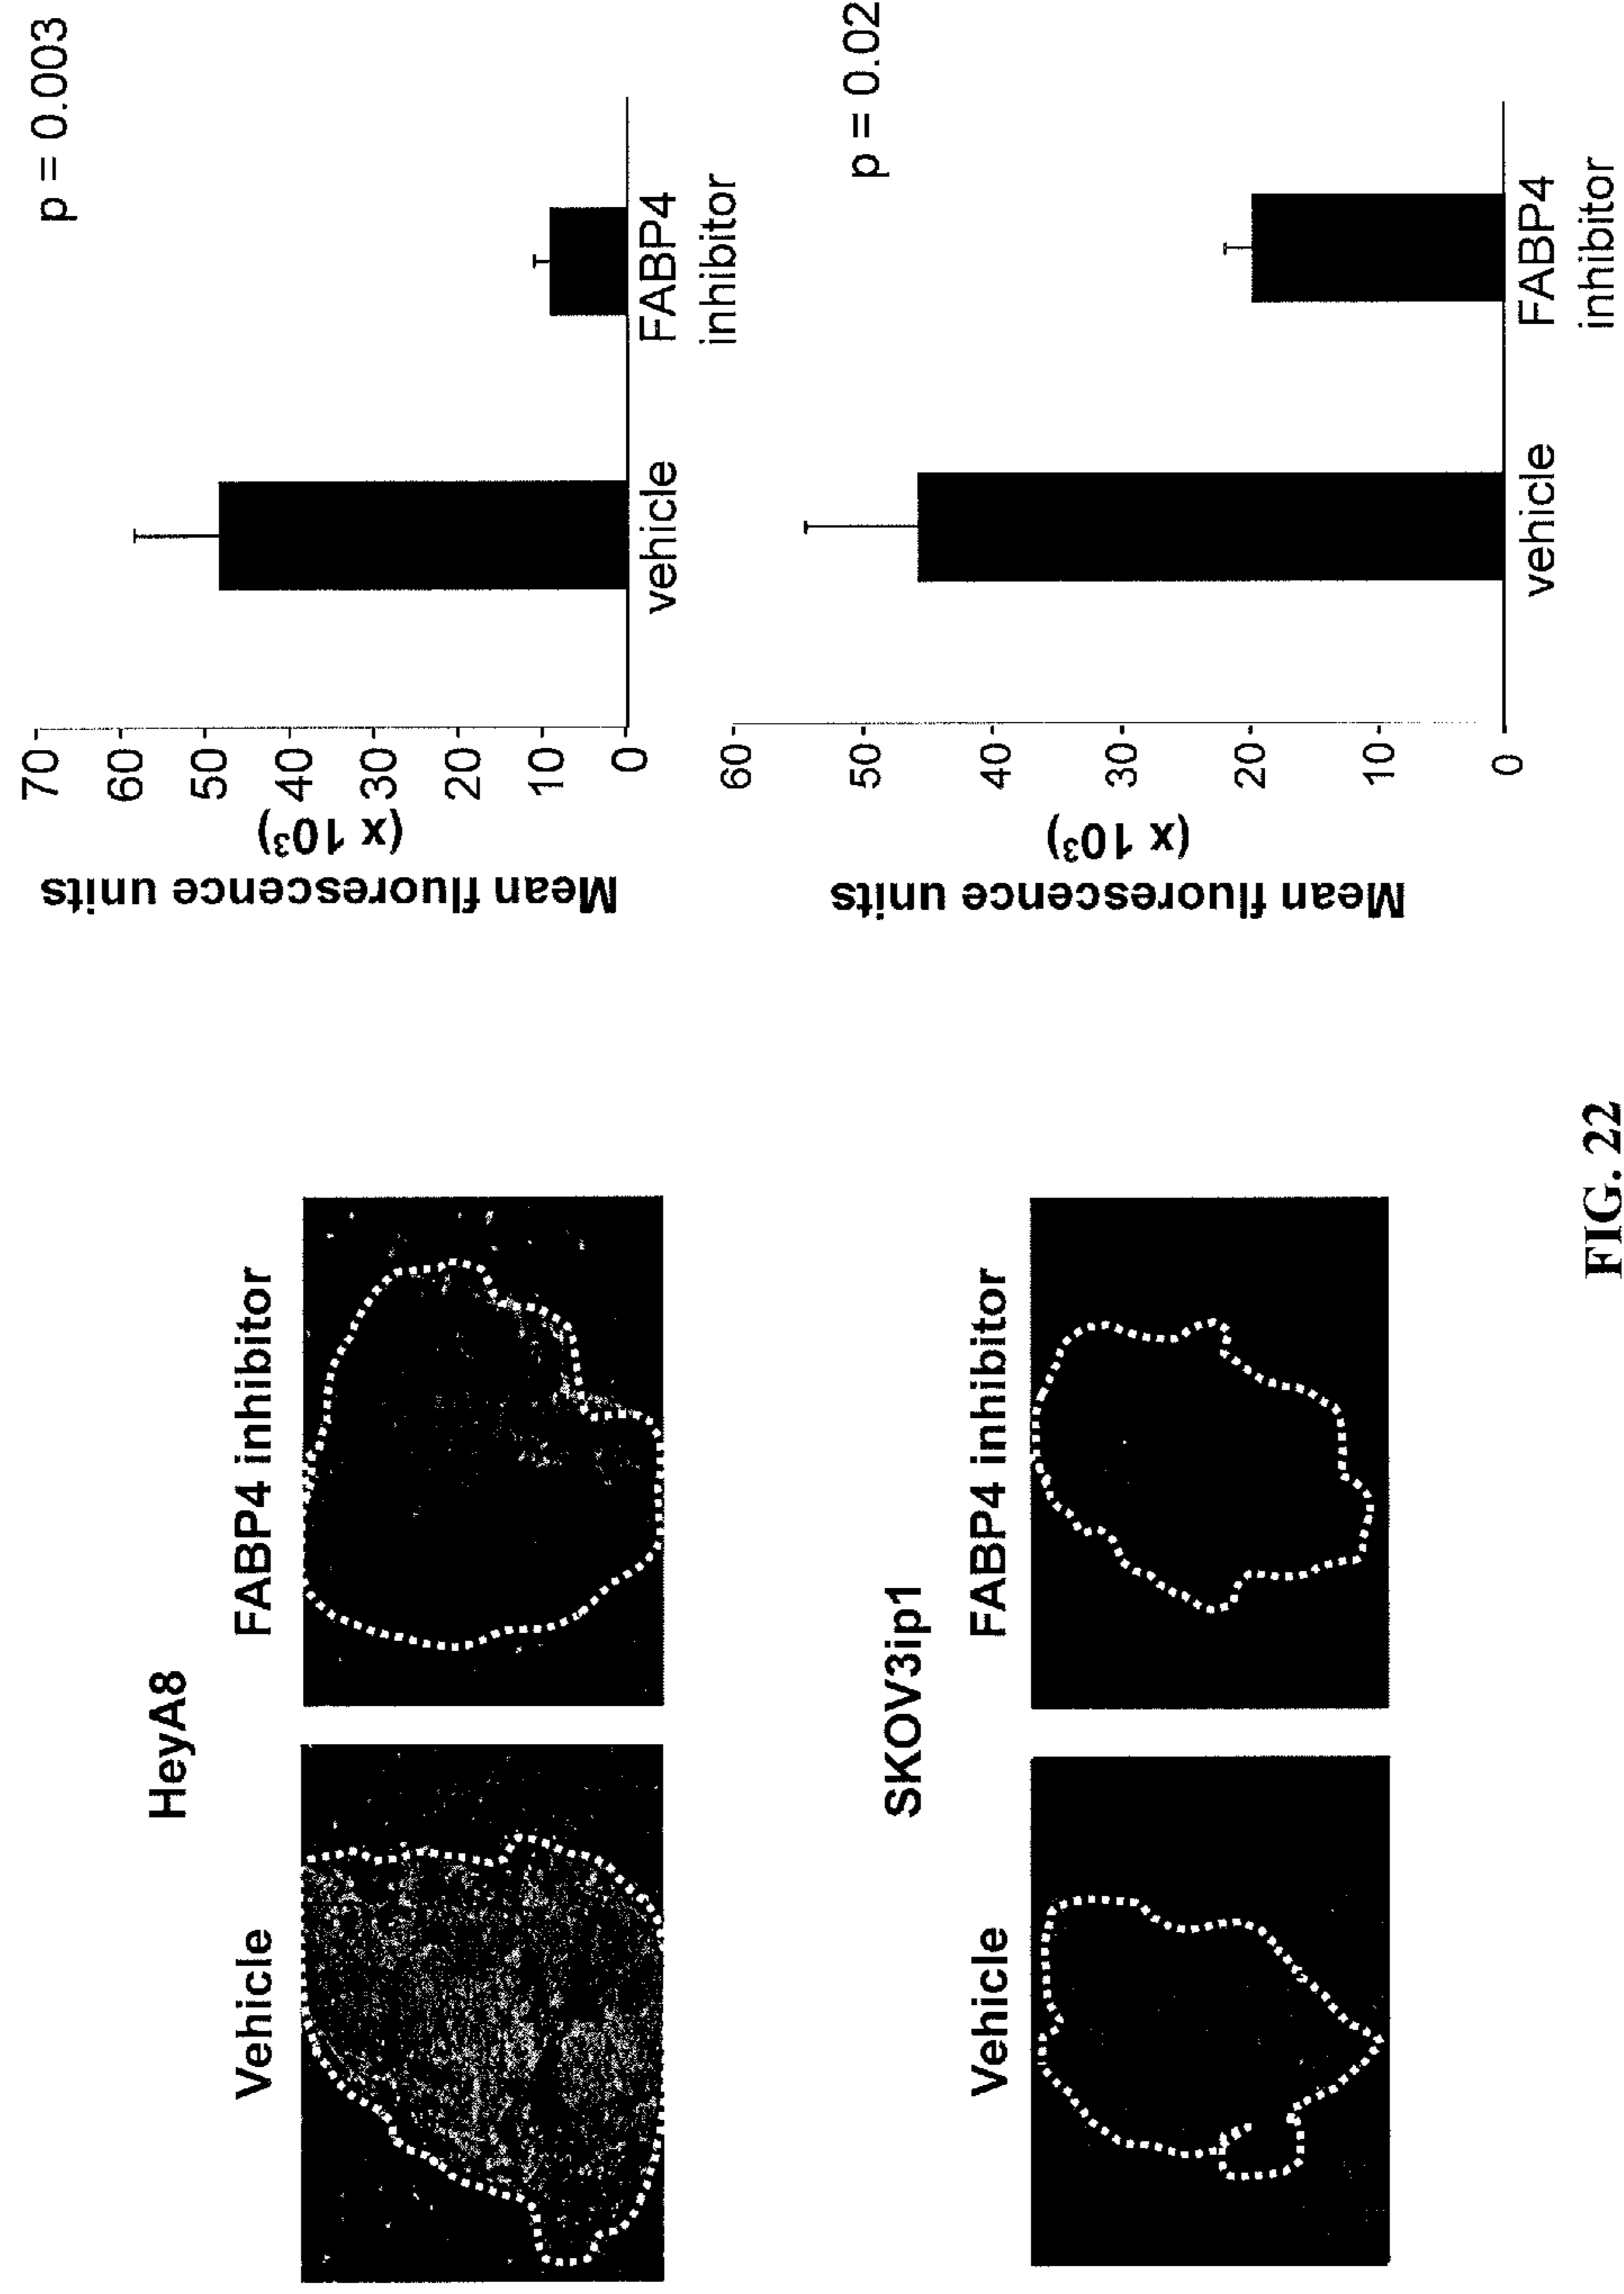 HeyA8
Vehicle
FABP4 inhibitor
Mean fluorescence units
(x 10³)
70
60
50
40
30
20
10
0
p = 0.003
vehicle
FABP4
inhibitor
SKOV3ip1
Vehicle
FABP4 inhibitor
Mean fluorescence units
(x 10³)
60
50
40
30
20
10
0
p = 0.02
vehicle
FABP4
inhibitor
FIG. 22